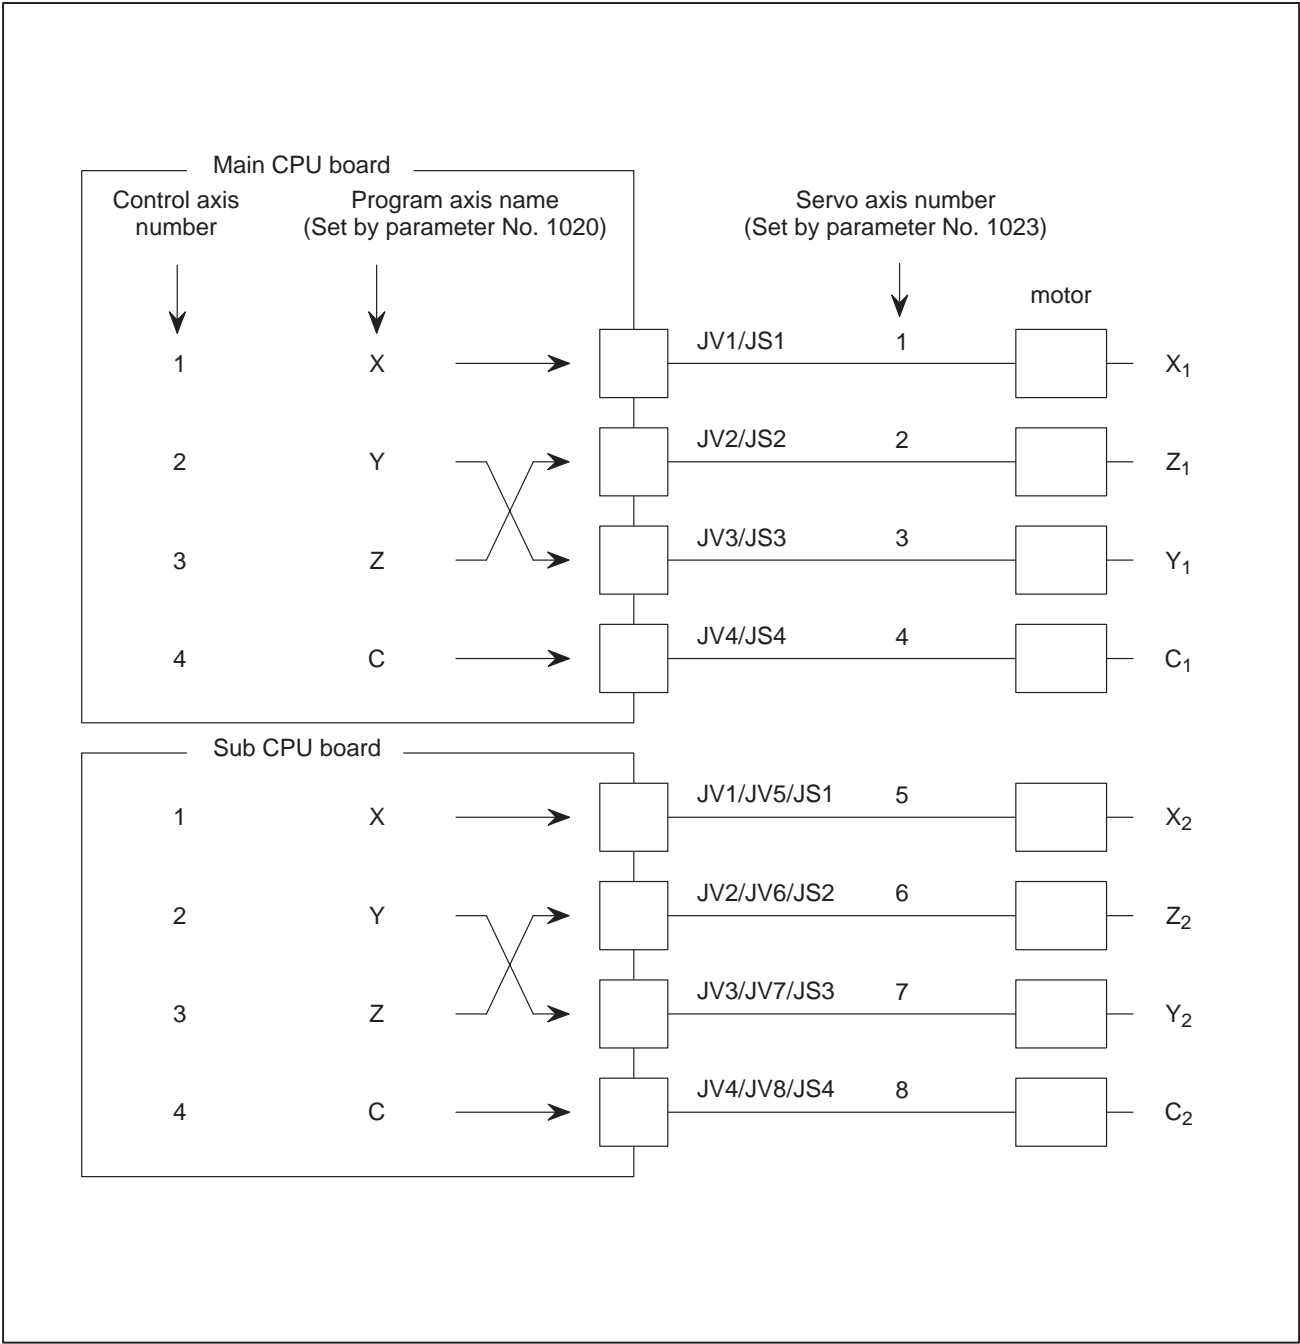 Main CPU board
Control axis
number
Program axis name
(Set by parameter No. 1020)
Servo axis number
(Set by parameter No. 1023)
motor
1 X JV1/JS1 1 X1
2 Y JV2/JS2 2 Z1
3 Z JV3/JS3 3 Y1
4 C JV4/JS4 4 C1
Sub CPU board
1 X JV1/JV5/JS1 5 X2
2 Y JV2/JV6/JS2 6 Z2
3 Z JV3/JV7/JS3 7 Y2
4 C JV4/JV8/JS4 8 C2